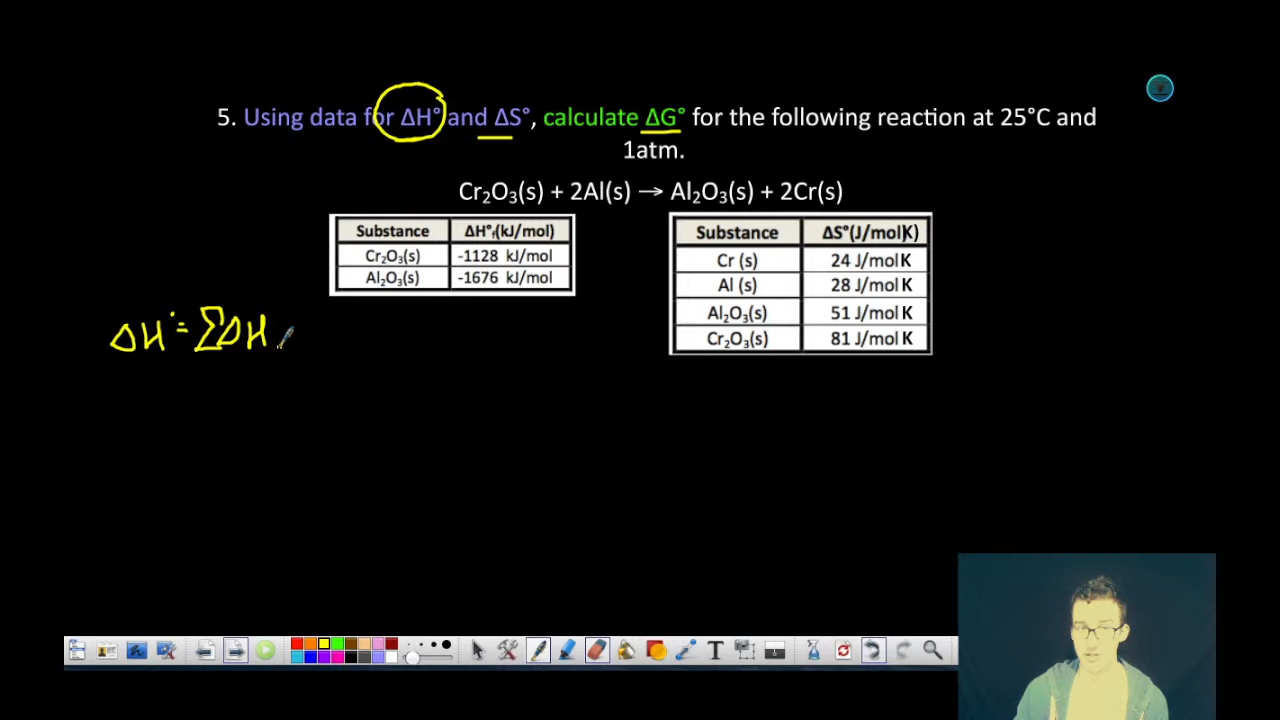 5. Using data for ΔH° and ΔS°, calculate ΔG° for the following reaction at 25°C and
1atm.
Cr₂O₃(s) + 2Al(s) → Al₂O₃(s) + 2Cr(s)
Substance ΔH°f(kJ/mol)
Cr₂O₃(s) -1128 kJ/mol
Al₂O₃(s) -1676 kJ/mol
Substance ΔS°(J/molK)
Cr (s) 24 J/mol K
Al (s) 28 J/mol K
Al₂O₃(s) 51 J/mol K
Cr₂O₃(s) 81 J/mol K
ΔH° = ΣΔH
T